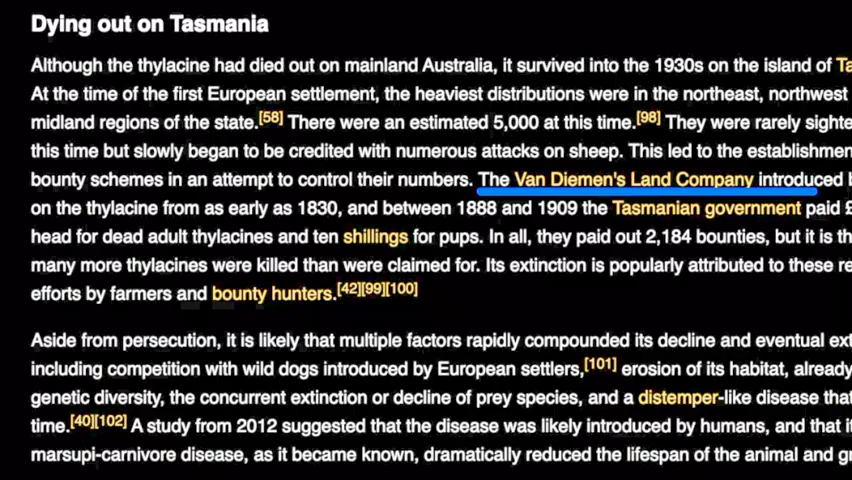 Dying out on Tasmania
Although the thylacine had died out on mainland Australia, it survived into the 1930s on the island of Ta
At the time of the first European settlement, the heaviest distributions were in the northeast, northwest
midland regions of the state.[58] There were an estimated 5,000 at this time.[98] They were rarely sighte
this time but slowly began to be credited with numerous attacks on sheep. This led to the establishmen
bounty schemes in an attempt to control their numbers. The Van Diemen's Land Company introduced b
on the thylacine from as early as 1830, and between 1888 and 1909 the Tasmanian government paid £
head for dead adult thylacines and ten shillings for pups. In all, they paid out 2,184 bounties, but it is th
many more thylacines were killed than were claimed for. Its extinction is popularly attributed to these re
efforts by farmers and bounty hunters.[42][99][100]
Aside from persecution, it is likely that multiple factors rapidly compounded its decline and eventual ext
including competition with wild dogs introduced by European settlers,[101] erosion of its habitat, already
genetic diversity, the concurrent extinction or decline of prey species, and a distemper-like disease that
time.[40][102] A study from 2012 suggested that the disease was likely introduced by humans, and that it
marsupi-carnivore disease, as it became known, dramatically reduced the lifespan of the animal and gr